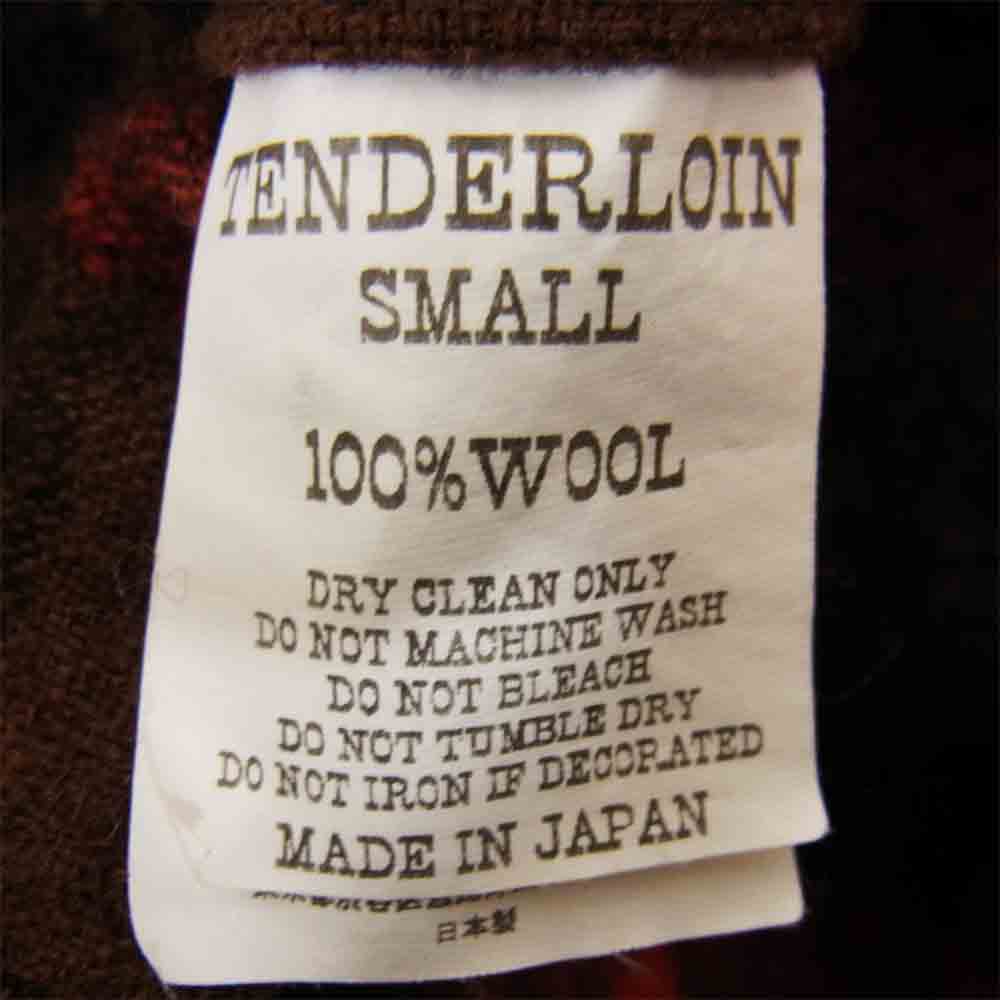 TENDERLOIN
SMALL
100%WOOL
DRY CLEAN ONLY
DO NOT MACHINE WASH
DO NOT BLEACH
DO NOT TUMBLE DRY
DO NOT IRON IF DECORATED
MADE IN JAPAN
日本製